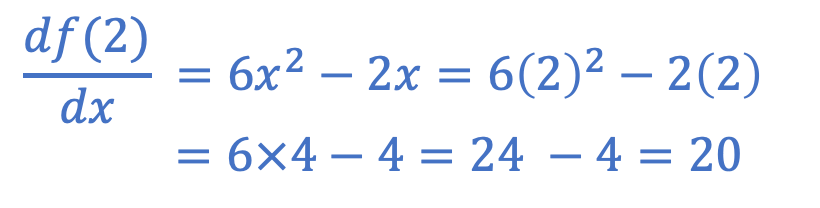 df(2)/dx = 6x² − 2x = 6(2)² − 2(2)
= 6×4 − 4 = 24 − 4 = 20